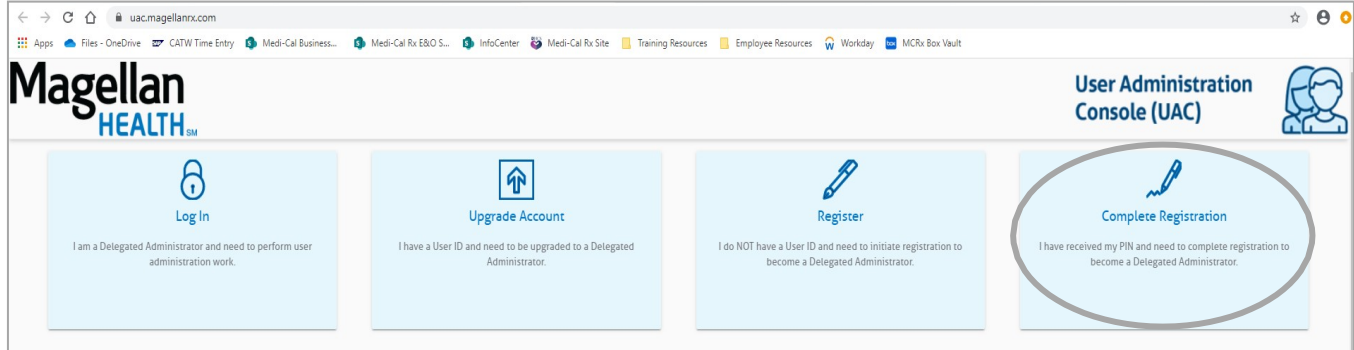 uac.magellanrx.com
Apps Files - OneDrive CATW Time Entry Medi-Cal Business... Medi-Cal Rx E&O S... InfoCenter Medi-Cal Rx Site Training Resources Employee Resources Workday MCRx Box Vault
Magellan
HEALTH SM
User Administration
Console (UAC)
Log In
I am a Delegated Administrator and need to perform user
administration work.
Upgrade Account
I have a User ID and need to be upgraded to a Delegated
Administrator.
Register
I do NOT have a User ID and need to initiate registration to
become a Delegated Administrator.
Complete Registration
I have received my PIN and need to complete registration to
become a Delegated Administrator.